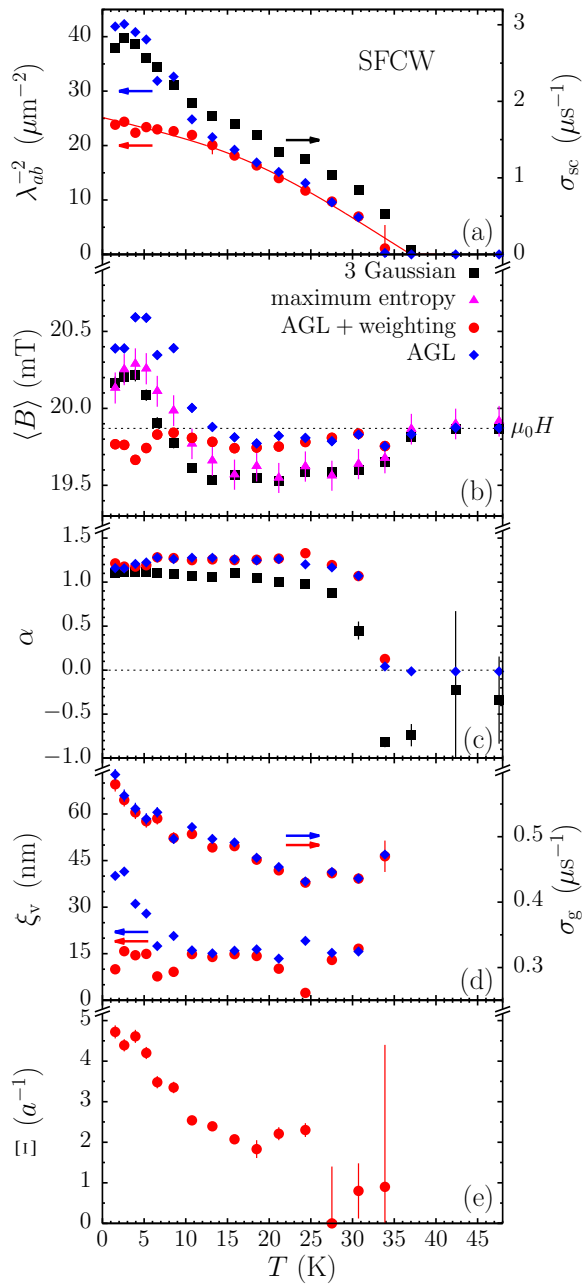 SFCW
40
30
20
10
0
λ_ab^−2 (μm^−2)
3
2
1
0
σ_sc (μs^−1)
(a)
3 Gaussian
maximum entropy
AGL + weighting
AGL
20.5
20.0
19.5
⟨B⟩ (mT)
μ₀H
(b)
1.5
1.0
0.5
0.0
−0.5
−1.0
α
(c)
60
45
30
15
0
ξ_v (nm)
0.5
0.4
0.3
σ_g (μs^−1)
(d)
5
4
3
2
1
0
Ξ (a^−1)
(e)
0 5 10 15 20 25 30 35 40 45
T (K)